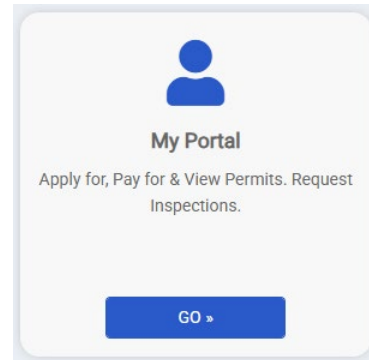 My Portal
Apply for, Pay for & View Permits. Request
Inspections.
GO »